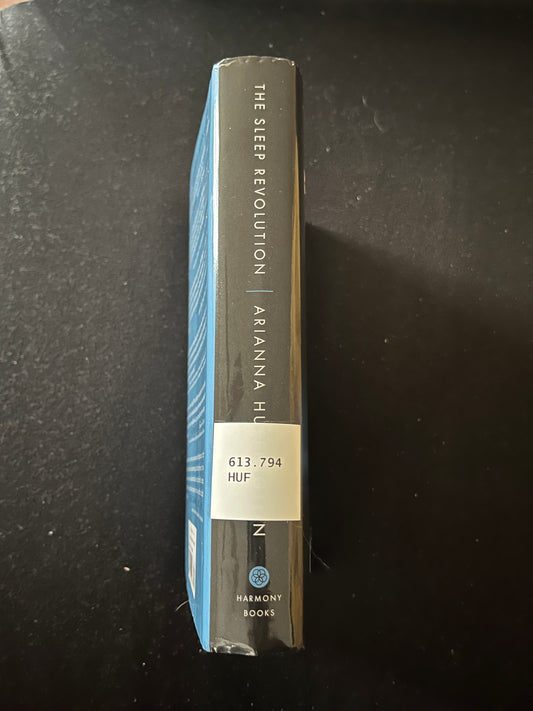 THE SLEEP REVOLUTION | ARIANNA HU
N
613.794
HUF
HARMONY
BOOKS